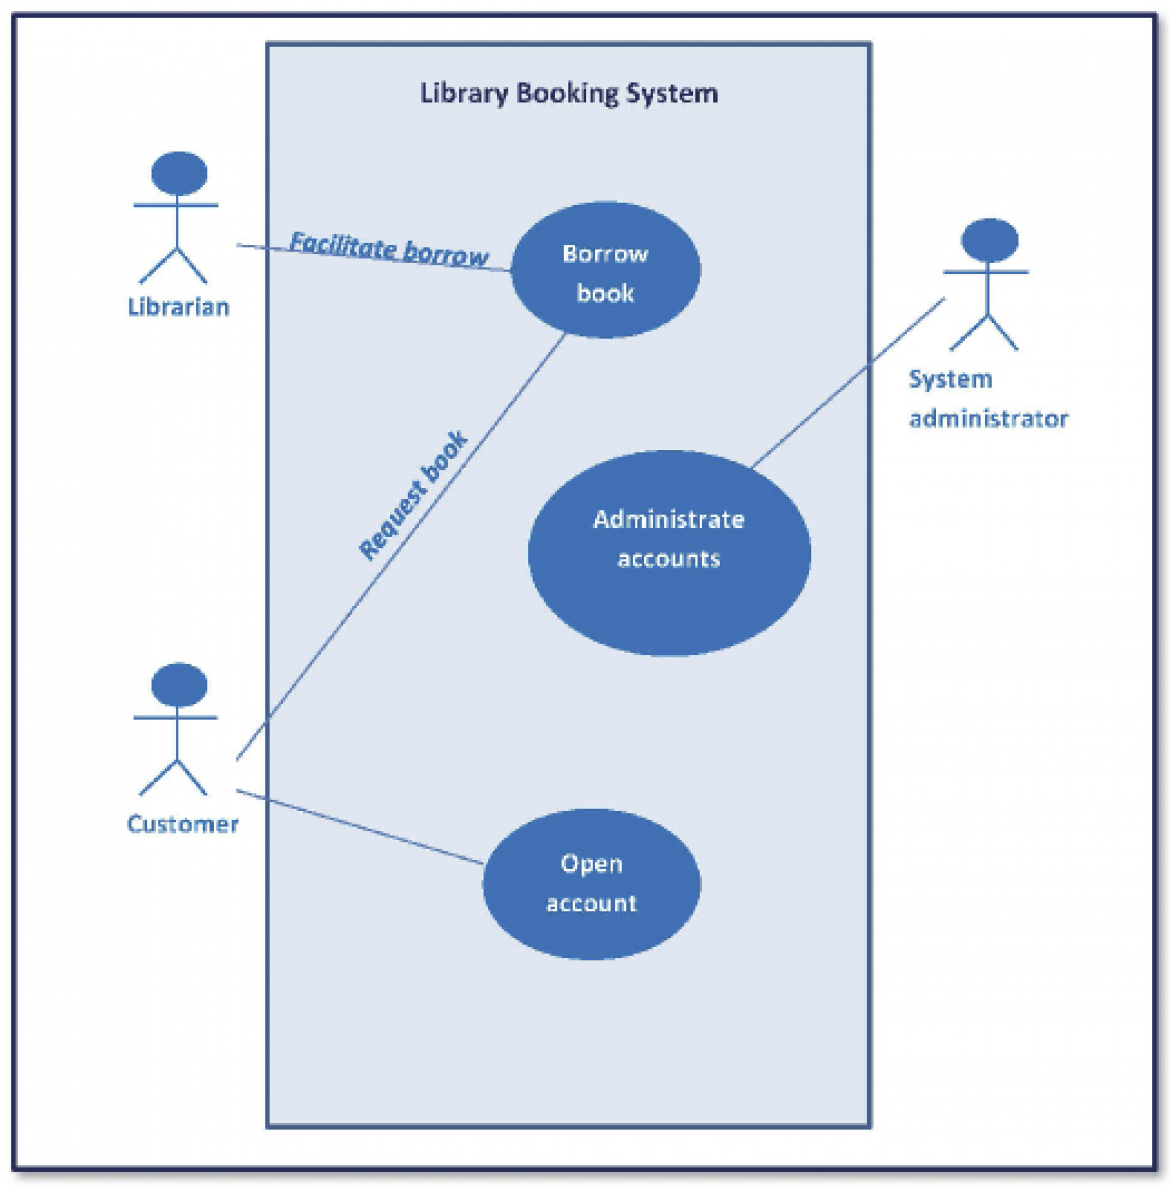 Library Booking System
Facilitate borrow
Borrow
book
Librarian
System
administrator
Request book
Administrate
accounts
Customer
Open
account